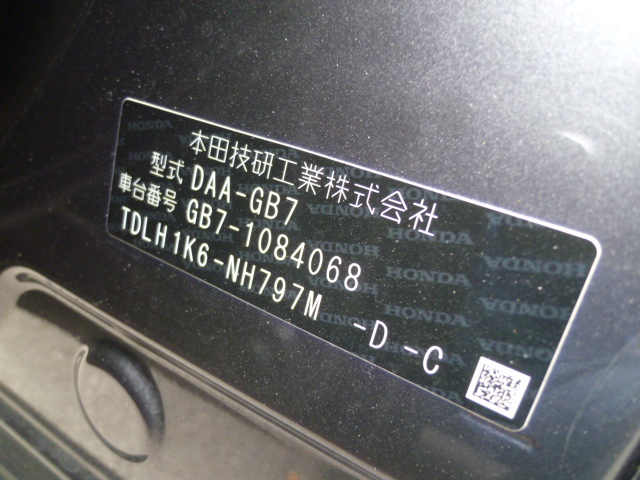 本田技研工業株式会社
型式 DAA-GB7
車台番号 GB7-1084068
TDLH1K6-NH797M -D -C